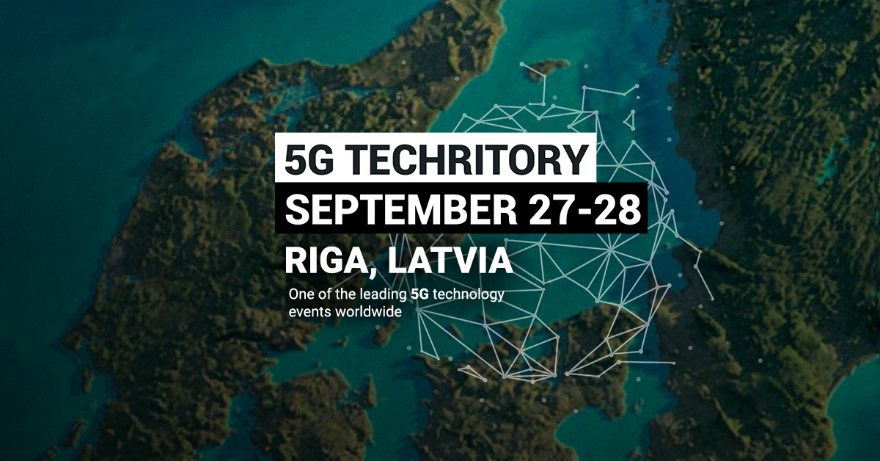 5G TECHRITORY
SEPTEMBER 27-28
RIGA, LATVIA
One of the leading 5G technology
events worldwide